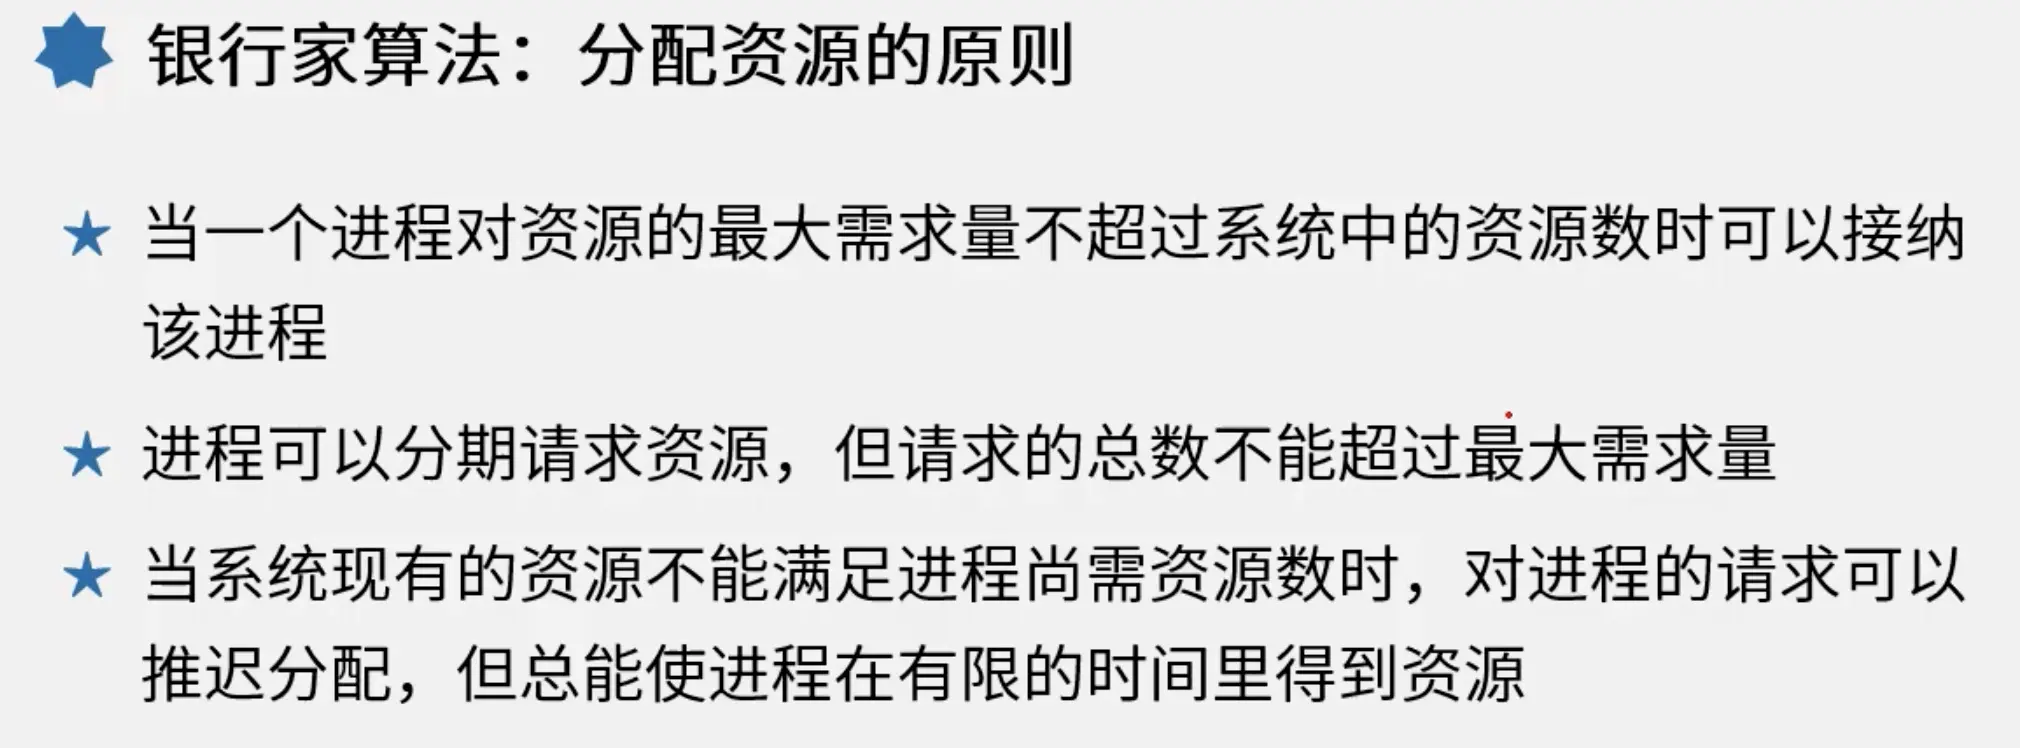 银行家算法：分配资源的原则
当一个进程对资源的最大需求量不超过系统中的资源数时可以接纳
该进程
进程可以分期请求资源，但请求的总数不能超过最大需求量
当系统现有的资源不能满足进程尚需资源数时，对进程的请求可以
推迟分配，但总能使进程在有限的时间里得到资源